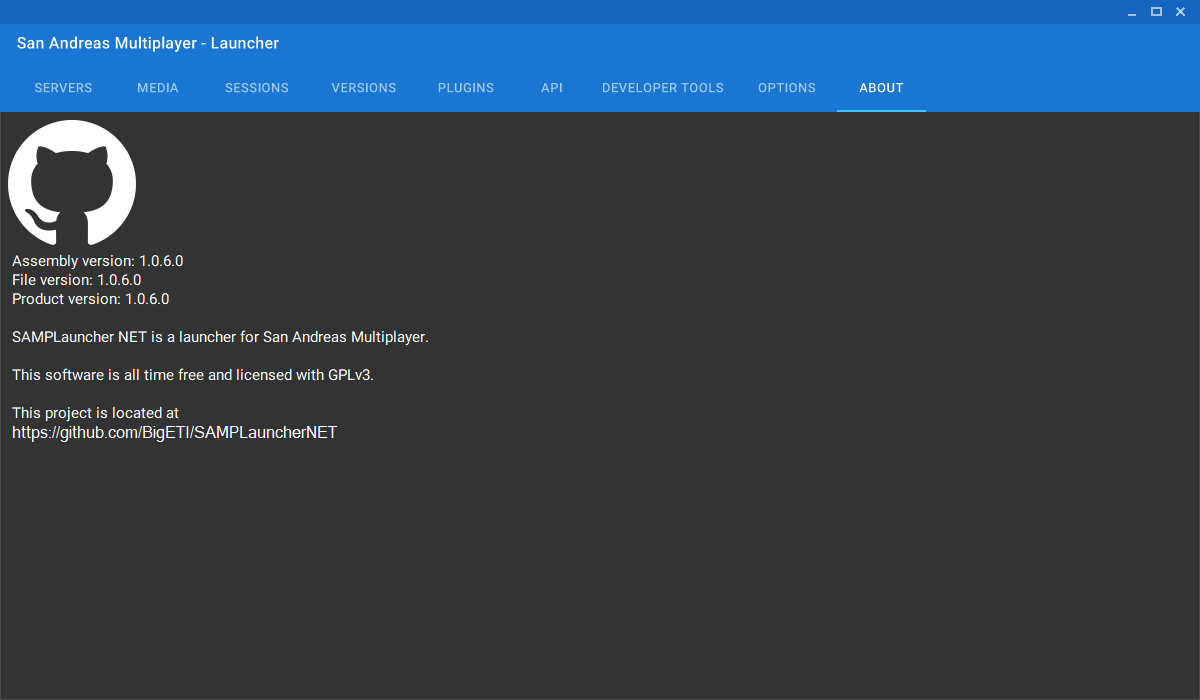 San Andreas Multiplayer - Launcher
SERVERS MEDIA SESSIONS VERSIONS PLUGINS API DEVELOPER TOOLS OPTIONS ABOUT
Assembly version: 1.0.6.0
File version: 1.0.6.0
Product version: 1.0.6.0
SAMPLauncher NET is a launcher for San Andreas Multiplayer.
This software is all time free and licensed with GPLv3.
This project is located at
https://github.com/BigETI/SAMPLauncherNET